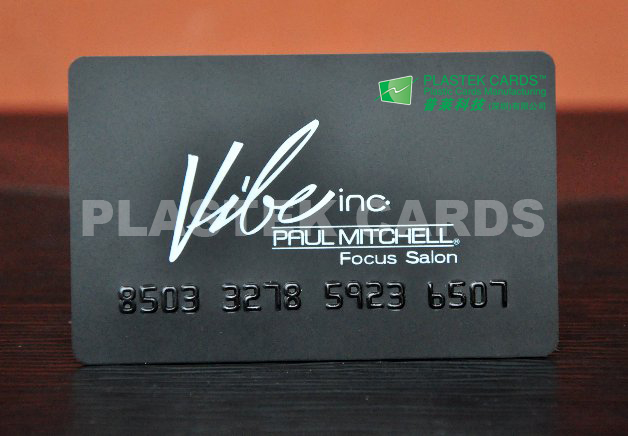 PLASTEK CARDS™
Plastic Cards Manufacturing
Vibe inc.
PLASTEK CARDS
PAUL MITCHELL®
Focus Salon
8503 3278 5923 6507